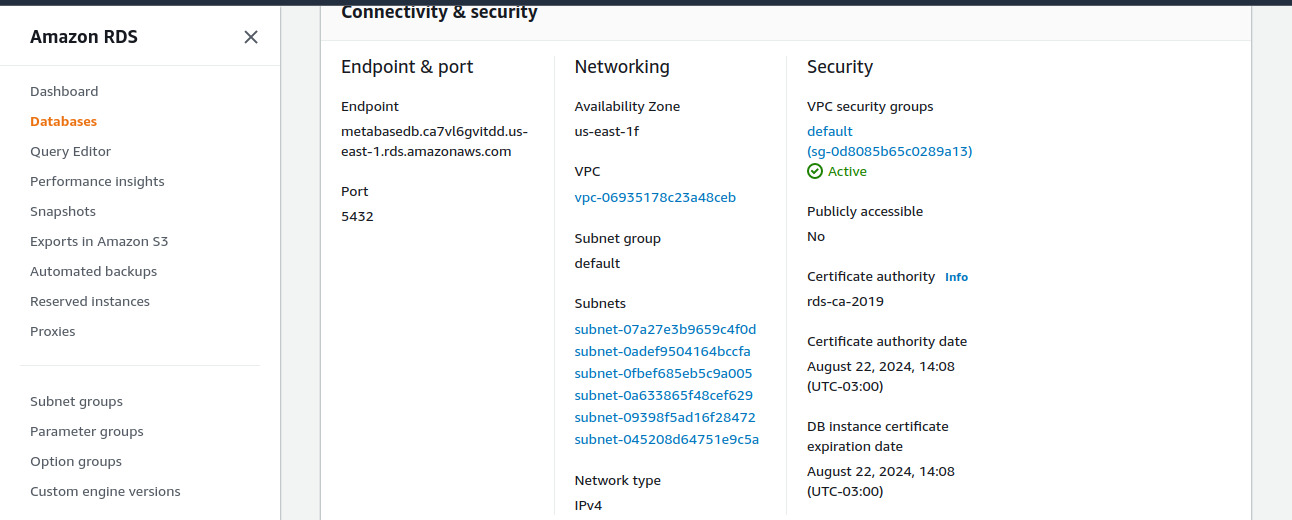 Amazon RDS
Dashboard
Databases
Query Editor
Performance insights
Snapshots
Exports in Amazon S3
Automated backups
Reserved instances
Proxies
Subnet groups
Parameter groups
Option groups
Custom engine versions
Connectivity & security
Endpoint & port
Endpoint
metabasedb.ca7vl6gvitdd.us-
east-1.rds.amazonaws.com
Port
5432
Networking
Availability Zone
us-east-1f
VPC
vpc-06935178c23a48ceb
Subnet group
default
Subnets
subnet-07a27e3b9659c4f0d
subnet-0adef9504164bccfa
subnet-0fbef685eb5c9a005
subnet-0a633865f48cef629
subnet-09398f5ad16f28472
subnet-045208d64751e9c5a
Network type
IPv4
Security
VPC security groups
default
(sg-0d8085b65c0289a13)
Active
Publicly accessible
No
Certificate authority Info
rds-ca-2019
Certificate authority date
August 22, 2024, 14:08
(UTC-03:00)
DB instance certificate
expiration date
August 22, 2024, 14:08
(UTC-03:00)